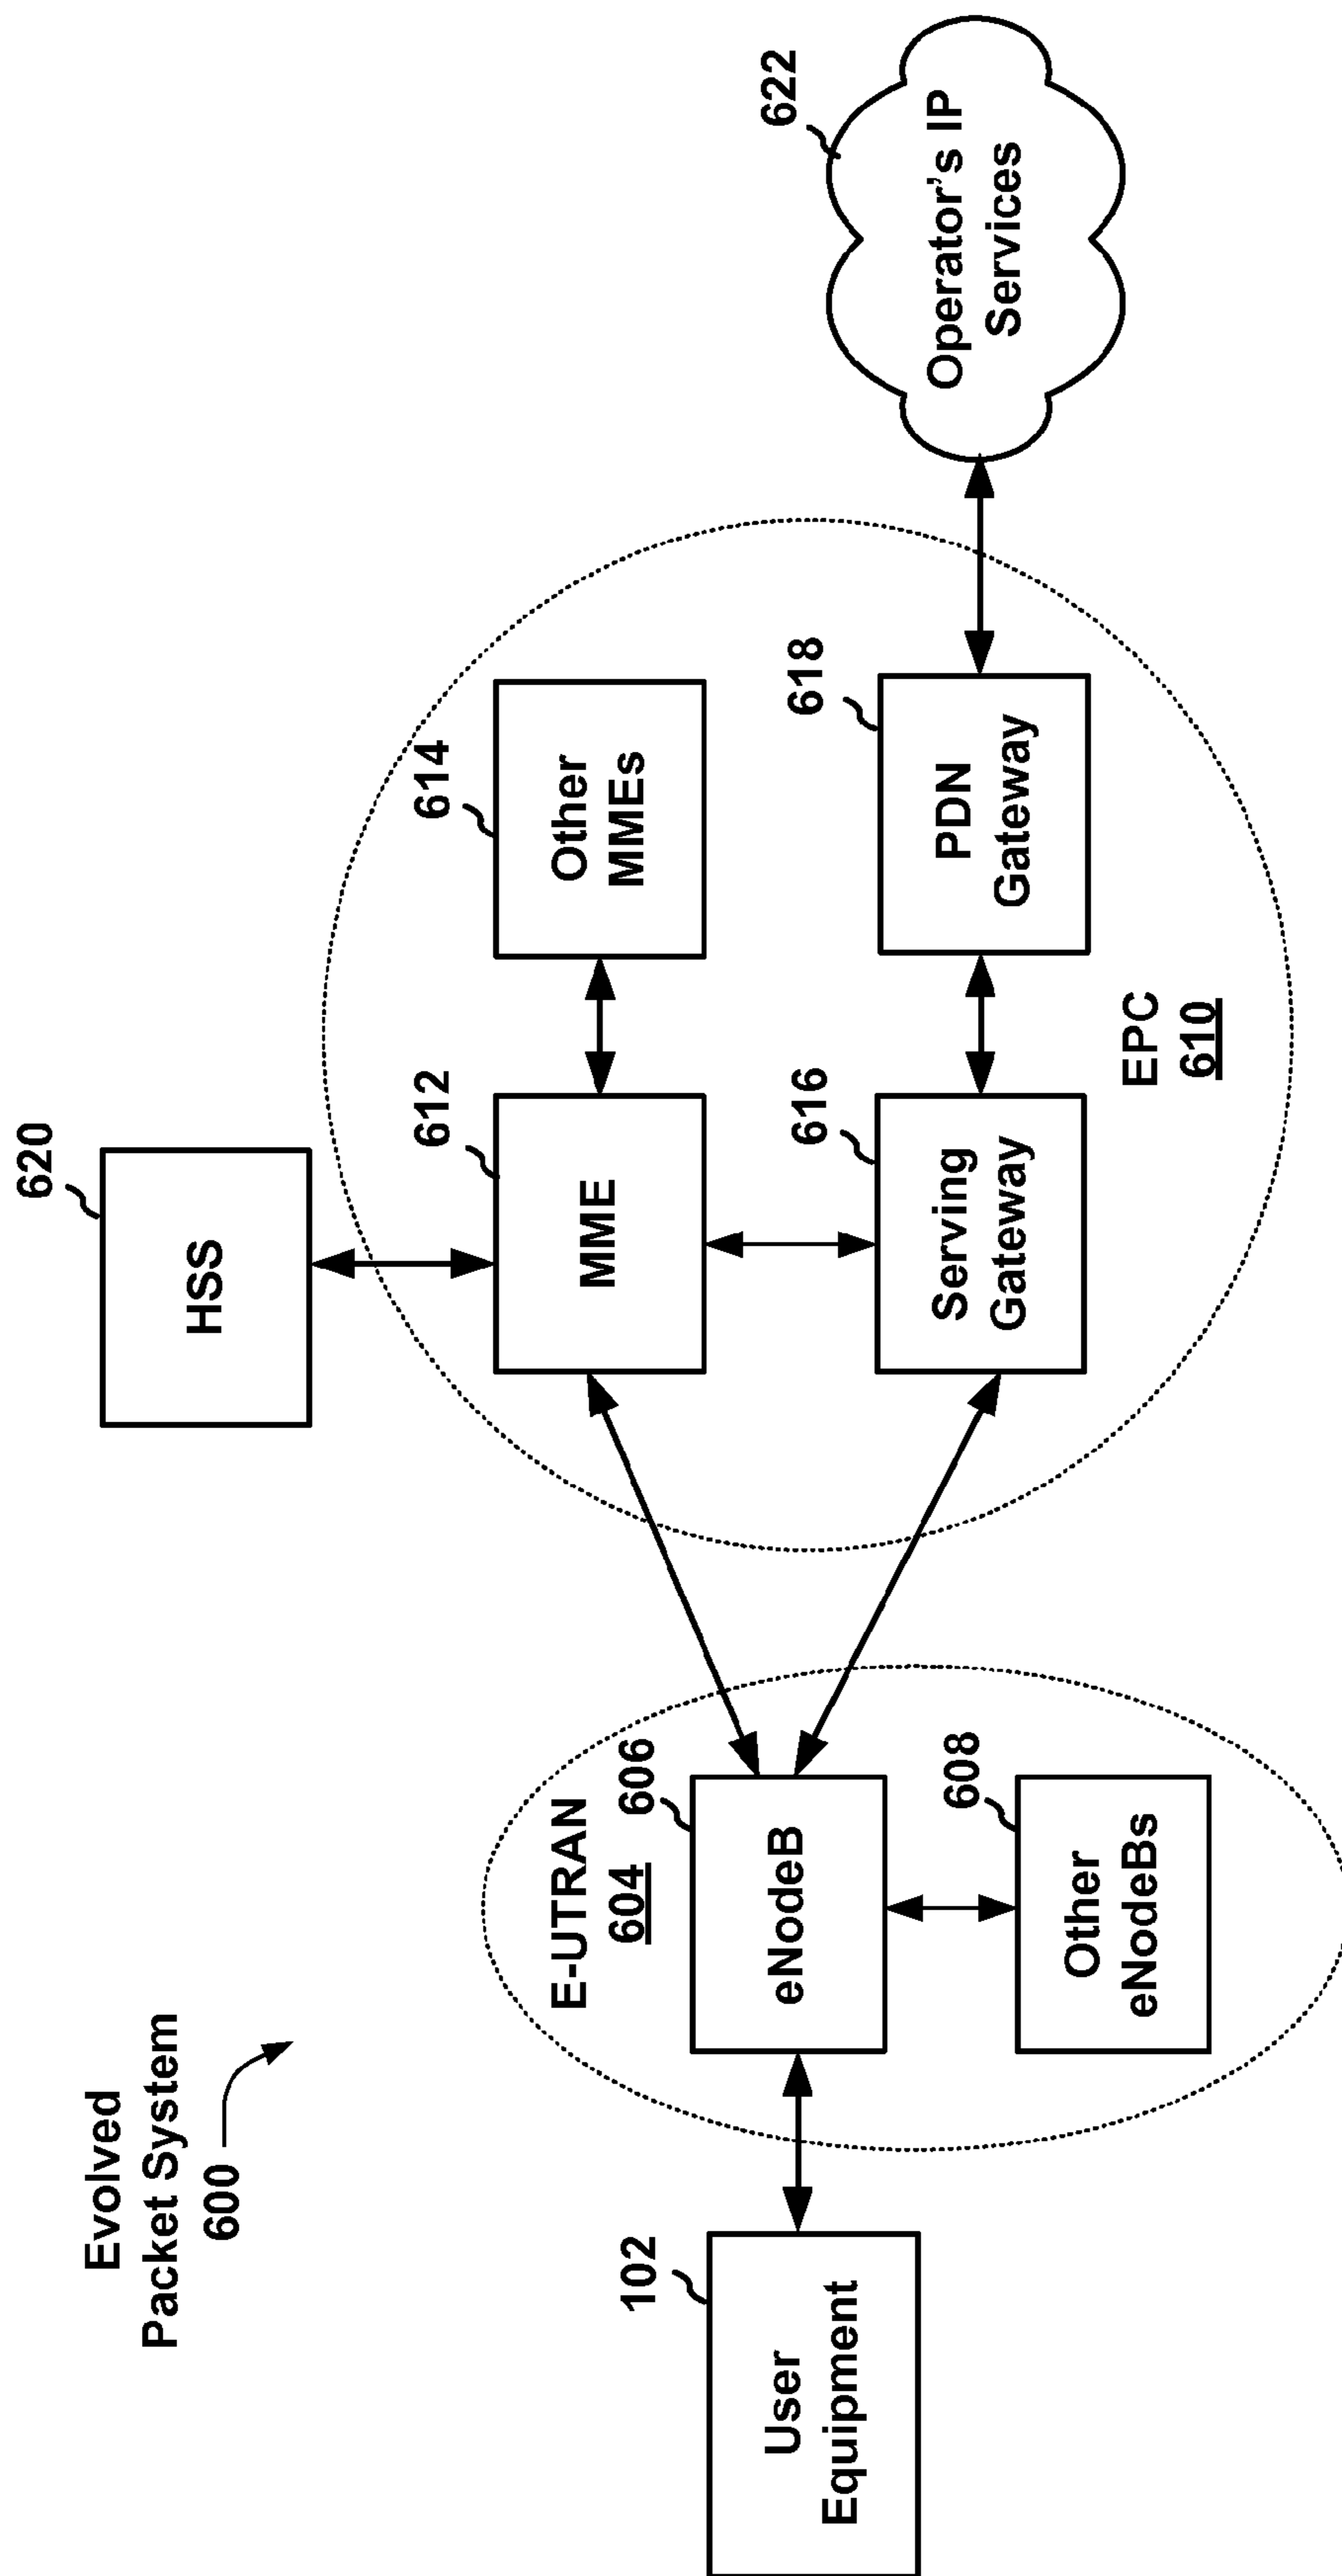 Evolved
Packet System
600
620
HSS
612
MME
614
Other
MMEs
622
Operator's IP
Services
E-UTRAN
604
606
eNodeB
102
User
Equipment
608
Other
eNodeBs
616
Serving
Gateway
618
PDN
Gateway
EPC
610